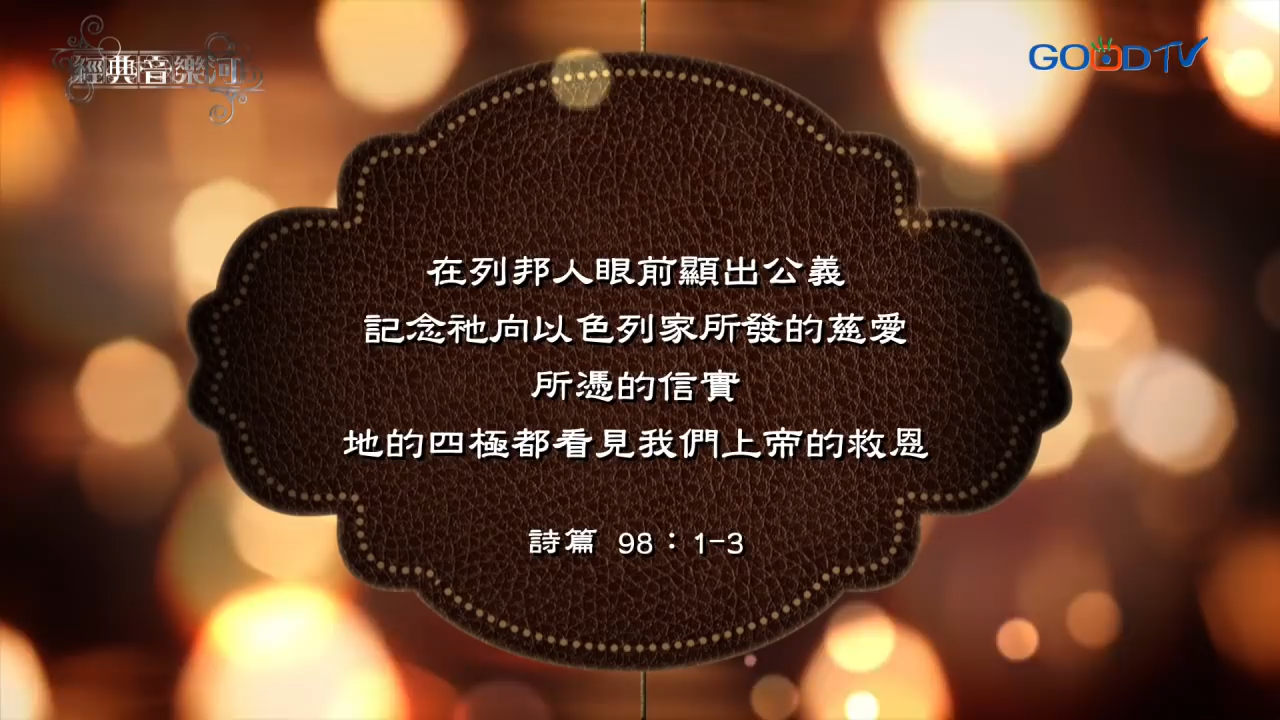 經典音樂河
GOOD TV
在列邦人眼前顯出公義
記念祂向以色列家所發的慈愛
所憑的信實
地的四極都看見我們上帝的救恩
詩篇 98：1-3